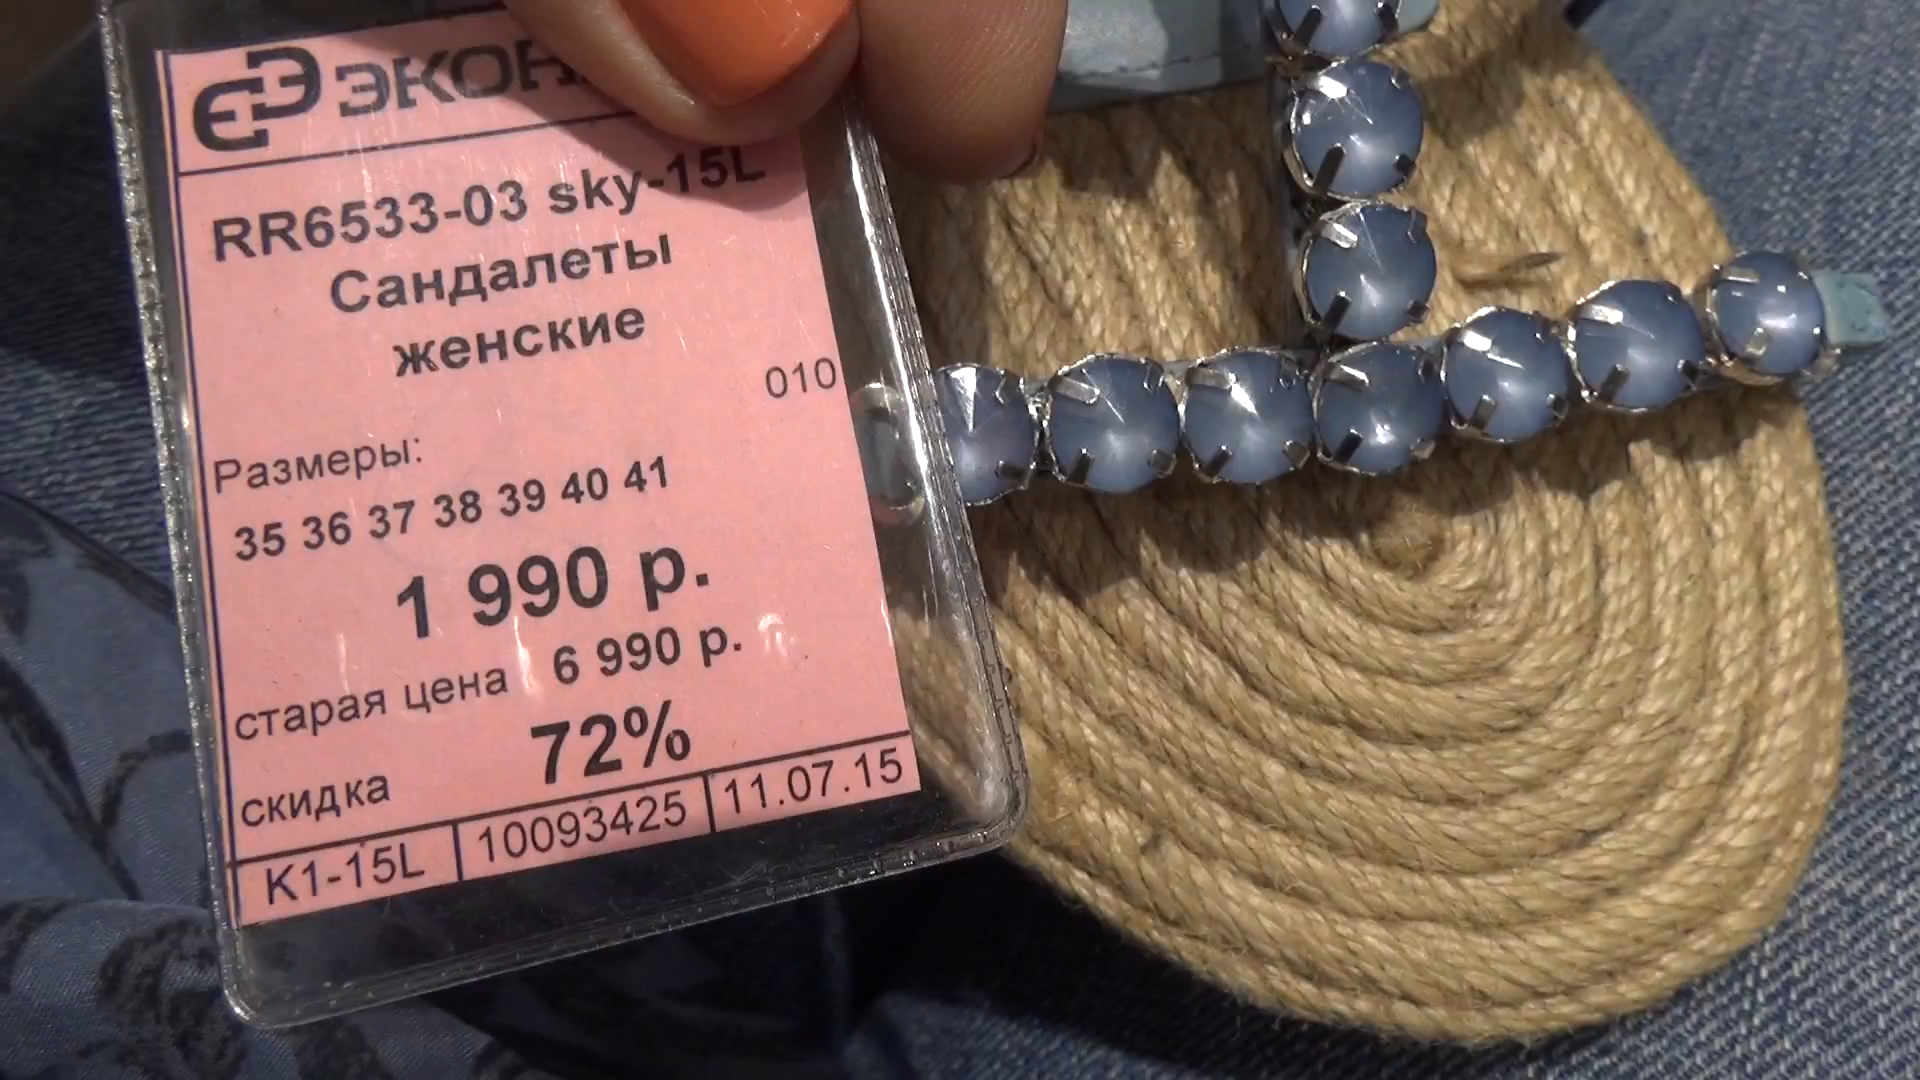 RR6533-03 sky-15L
Сандалеты
женские
010
Размеры:
35 36 37 38 39 40 41
1 990 р.
старая цена 6 990 р.
скидка 72%
K1-15L 10093425 11.07.15